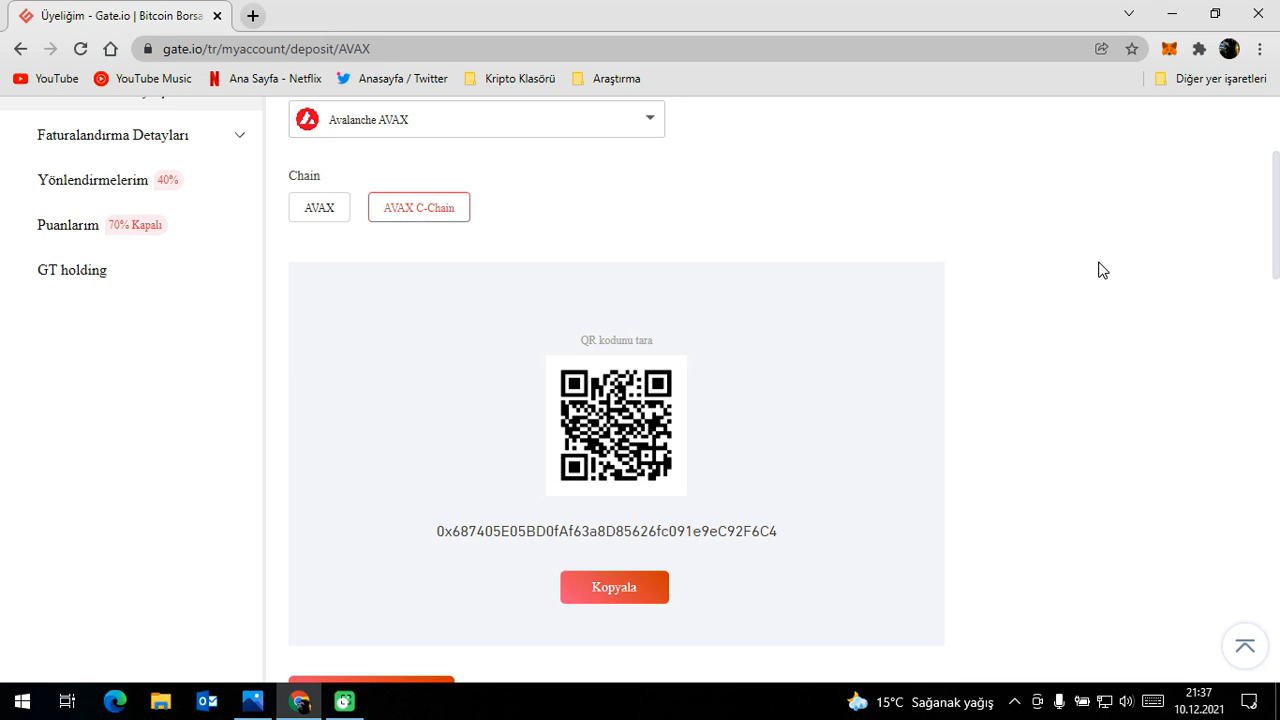 Üyeliğim - Gate.io | Bitcoin Borsa
gate.io/tr/myaccount/deposit/AVAX
YouTube
YouTube Music
Ana Sayfa - Netflix
Anasayfa / Twitter
Kripto Klasörü
Araştırma
Diğer yer işaretleri
Faturalandırma Detayları
Yönlendirmelerim 40%
Puanlarım 70% Kapalı
GT holding
Avalanche AVAX
Chain
AVAX
AVAX C-Chain
QR kodunu tara
0x687405E05BD0fAf63a8D85626fc091e9eC92F6C4
Kopyala
15°C Sağanak yağış
21:37
10.12.2021